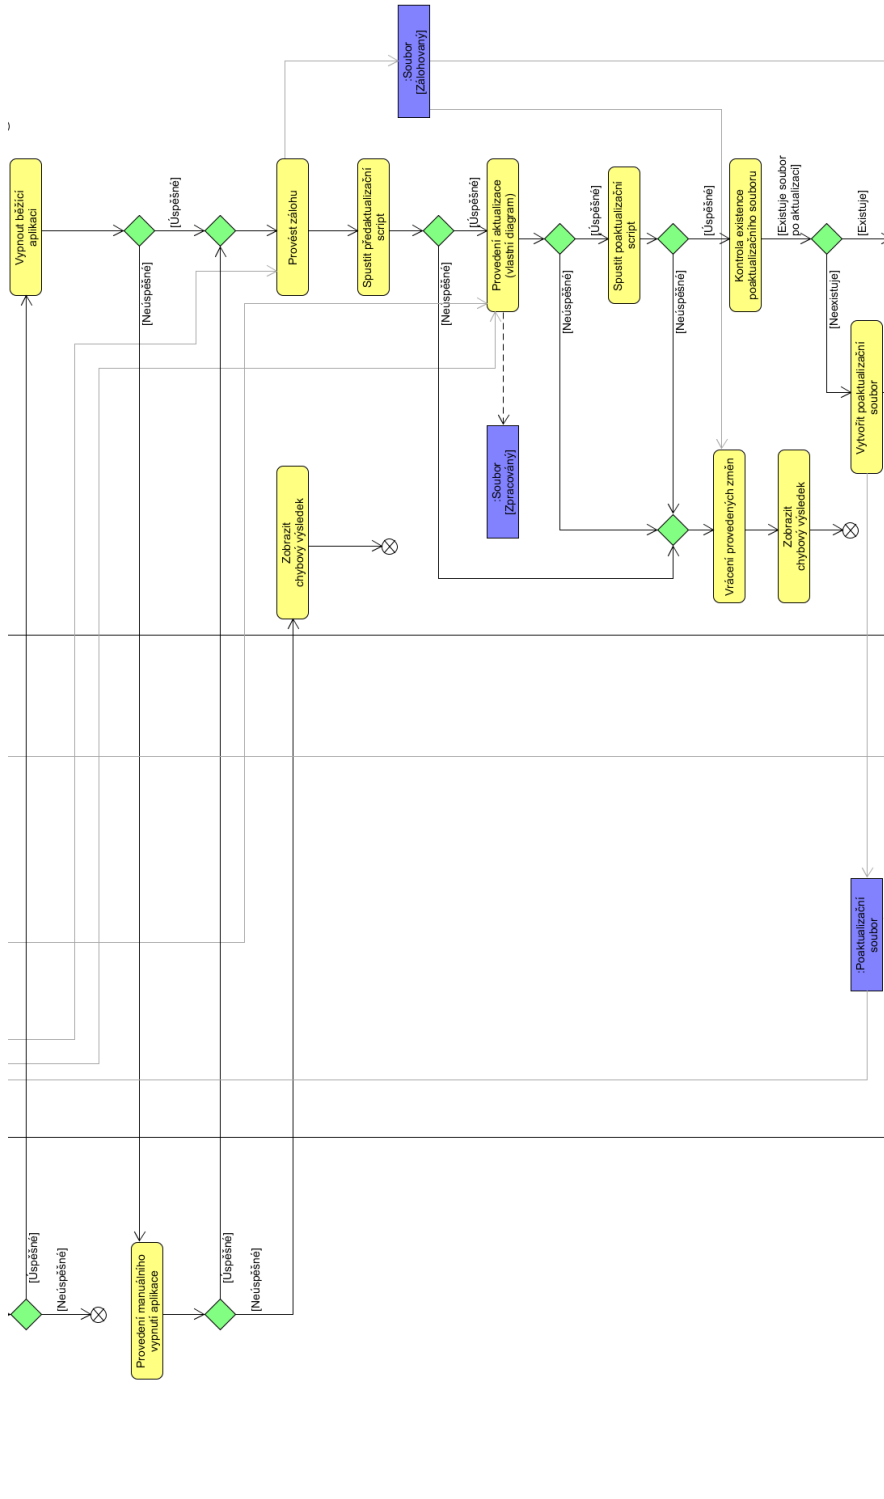 :Soubor
[Zálohovaný]
Vypnout běžící
aplikaci
[Úspěšné]
[Neúspěšné]
Provést zálohu
Spustit předaktualizační
script
[Úspěšné]
[Neúspěšné]
Provedení aktualizace
(vlastní diagram)
[Úspěšné]
[Neúspěšné]
Spustit poaktualizační
script
[Úspěšné]
[Neúspěšné]
Kontrola existence
poaktualizačního souboru
[Existuje soubor
po aktualizaci]
[Existuje]
[Neexistuje]
Vytvořit poaktualizační
soubor
:Soubor
[Zpracováný]
Zobrazit
chybový výsledek
Vrácení provedených změn
Zobrazit
chybový výsledek
:Poaktualizační
soubor
[Úspěšné]
[Neúspěšné]
Provedení manuálního
vypnutí aplikace
[Úspěšné]
[Neúspěšné]